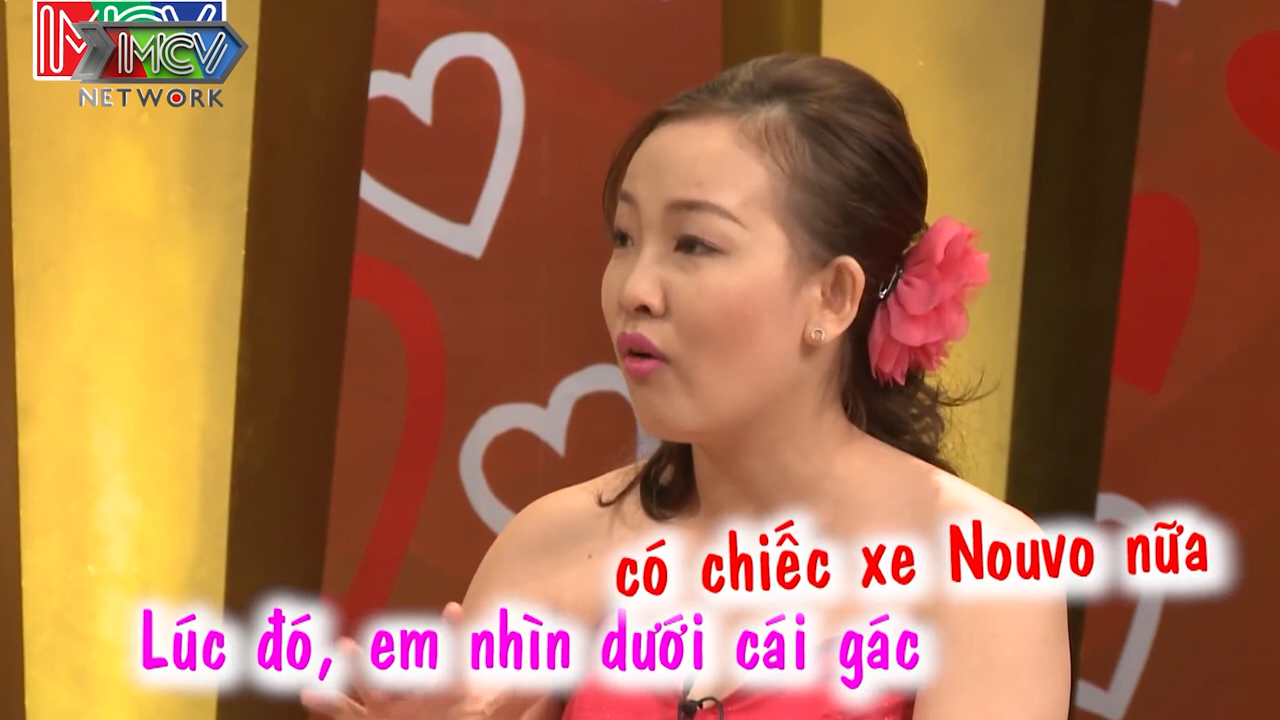 MCV
NETWORK
có chiếc xe Nouvo nữa
Lúc đó, em nhìn dưới cái gác